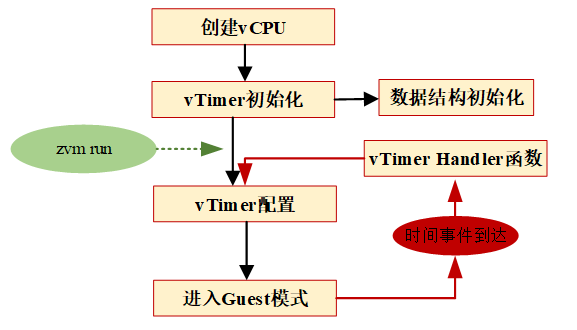 创建vCPU
vTimer初始化
数据结构初始化
zvm run
vTimer Handler函数
vTimer配置
时间事件到达
进入Guest模式